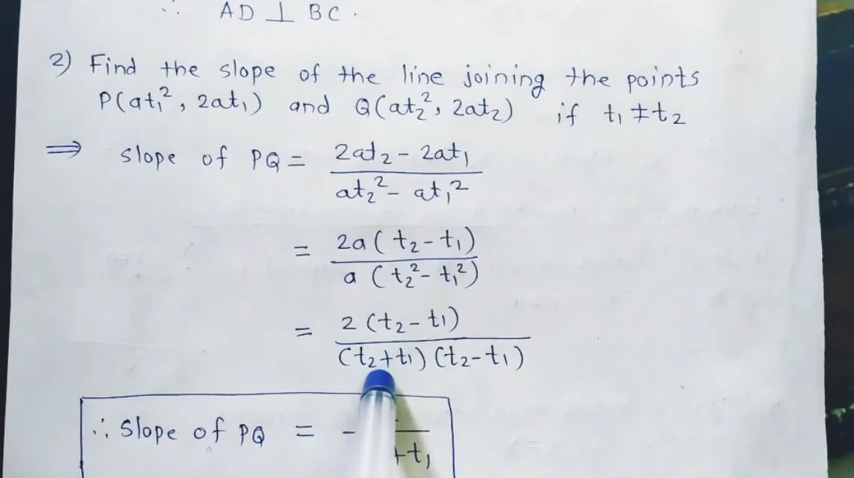 ∴ AD ⊥ BC.
2) Find the slope of the line joining the points
P(at₁², 2at₁) and Q(at₂², 2at₂) if t₁ ≠ t₂
⟹ slope of PQ = (2at₂ - 2at₁) / (at₂² - at₁²)
= 2a(t₂ - t₁) / a(t₂² - t₁²)
= 2(t₂ - t₁) / (t₂+t₁)(t₂-t₁)
∴ slope of PQ = +t₁